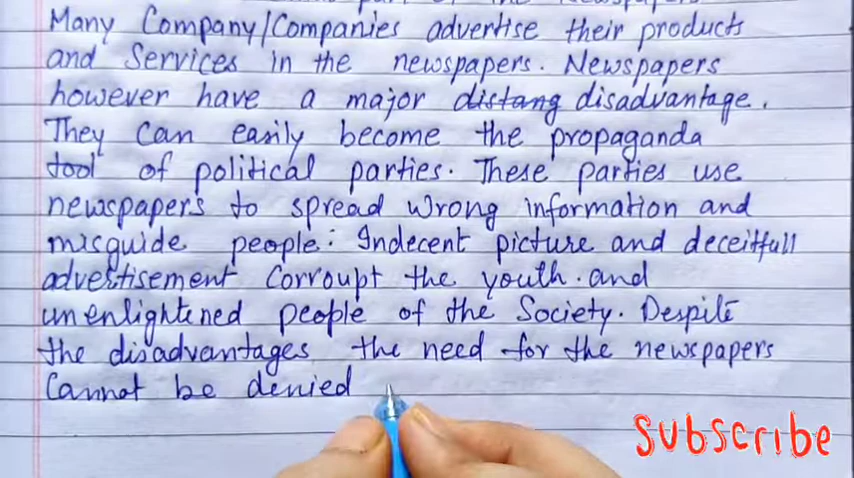 Many Company/Companies advertise their products
and Services in the newspapers. Newspapers
however have a major distang disadvantage.
They can easily become the propaganda
tool of political parties. These parties use
newspapers to spread wrong information and
misguide people. Indecent picture and deceitfull
advertisement corroupt the youth. and
unenlightened people of the Society. Despite
the disadvantages the need for the newspapers
Cannot be denied
Subscribe